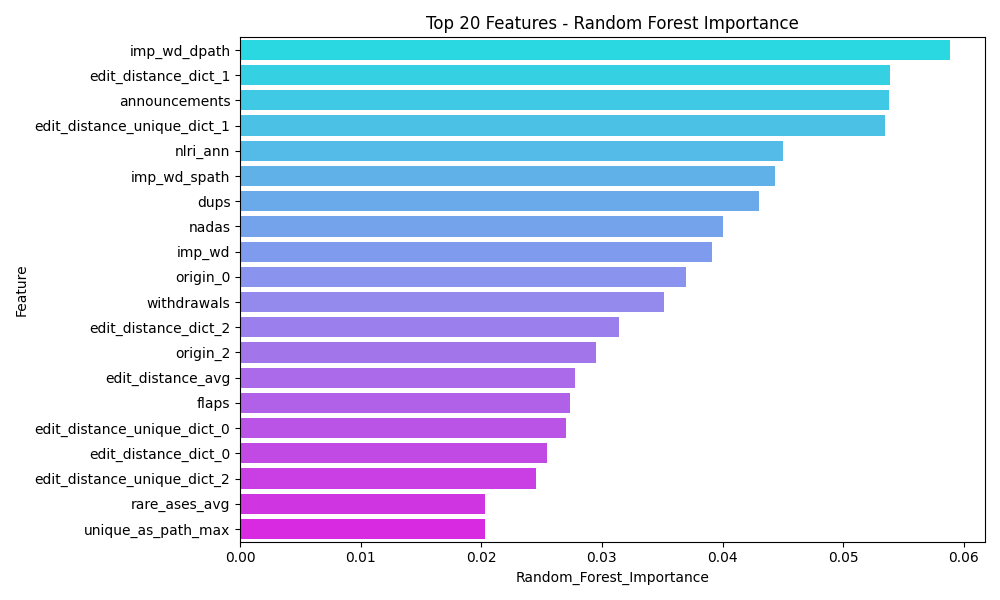 Top 20 Features - Random Forest Importance
imp_wd_dpath
edit_distance_dict_1
announcements
edit_distance_unique_dict_1
nlri_ann
imp_wd_spath
dups
nadas
imp_wd
origin_0
withdrawals
edit_distance_dict_2
origin_2
edit_distance_avg
flaps
edit_distance_unique_dict_0
edit_distance_dict_0
edit_distance_unique_dict_2
rare_ases_avg
unique_as_path_max
Feature
0.00 0.01 0.02 0.03 0.04 0.05 0.06
Random_Forest_Importance